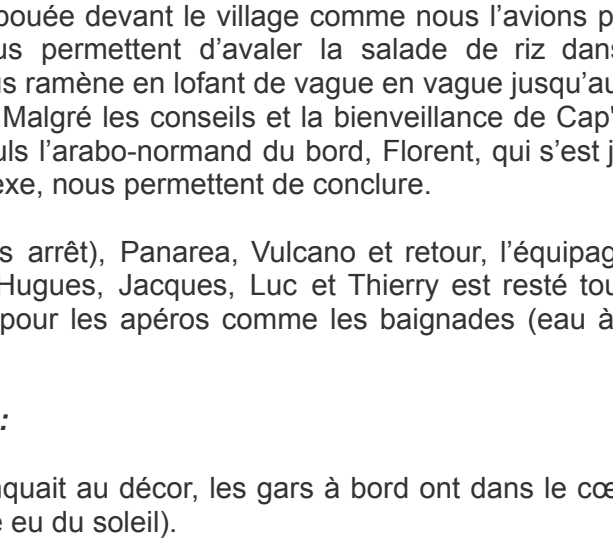 bouée devant le village comme nous l’avions p
us permettent d’avaler la salade de riz dans
us ramène en lofant de vague en vague jusqu’au
Malgré les conseils et la bienveillance de Cap'
uls l’arabo-normand du bord, Florent, qui s’est j
exe, nous permettent de conclure.
s arrêt), Panarea, Vulcano et retour, l’équipag
Hugues, Jacques, Luc et Thierry est resté tou
pour les apéros comme les baignades (eau à
:
nquait au décor, les gars à bord ont dans le cœ
e eu du soleil).